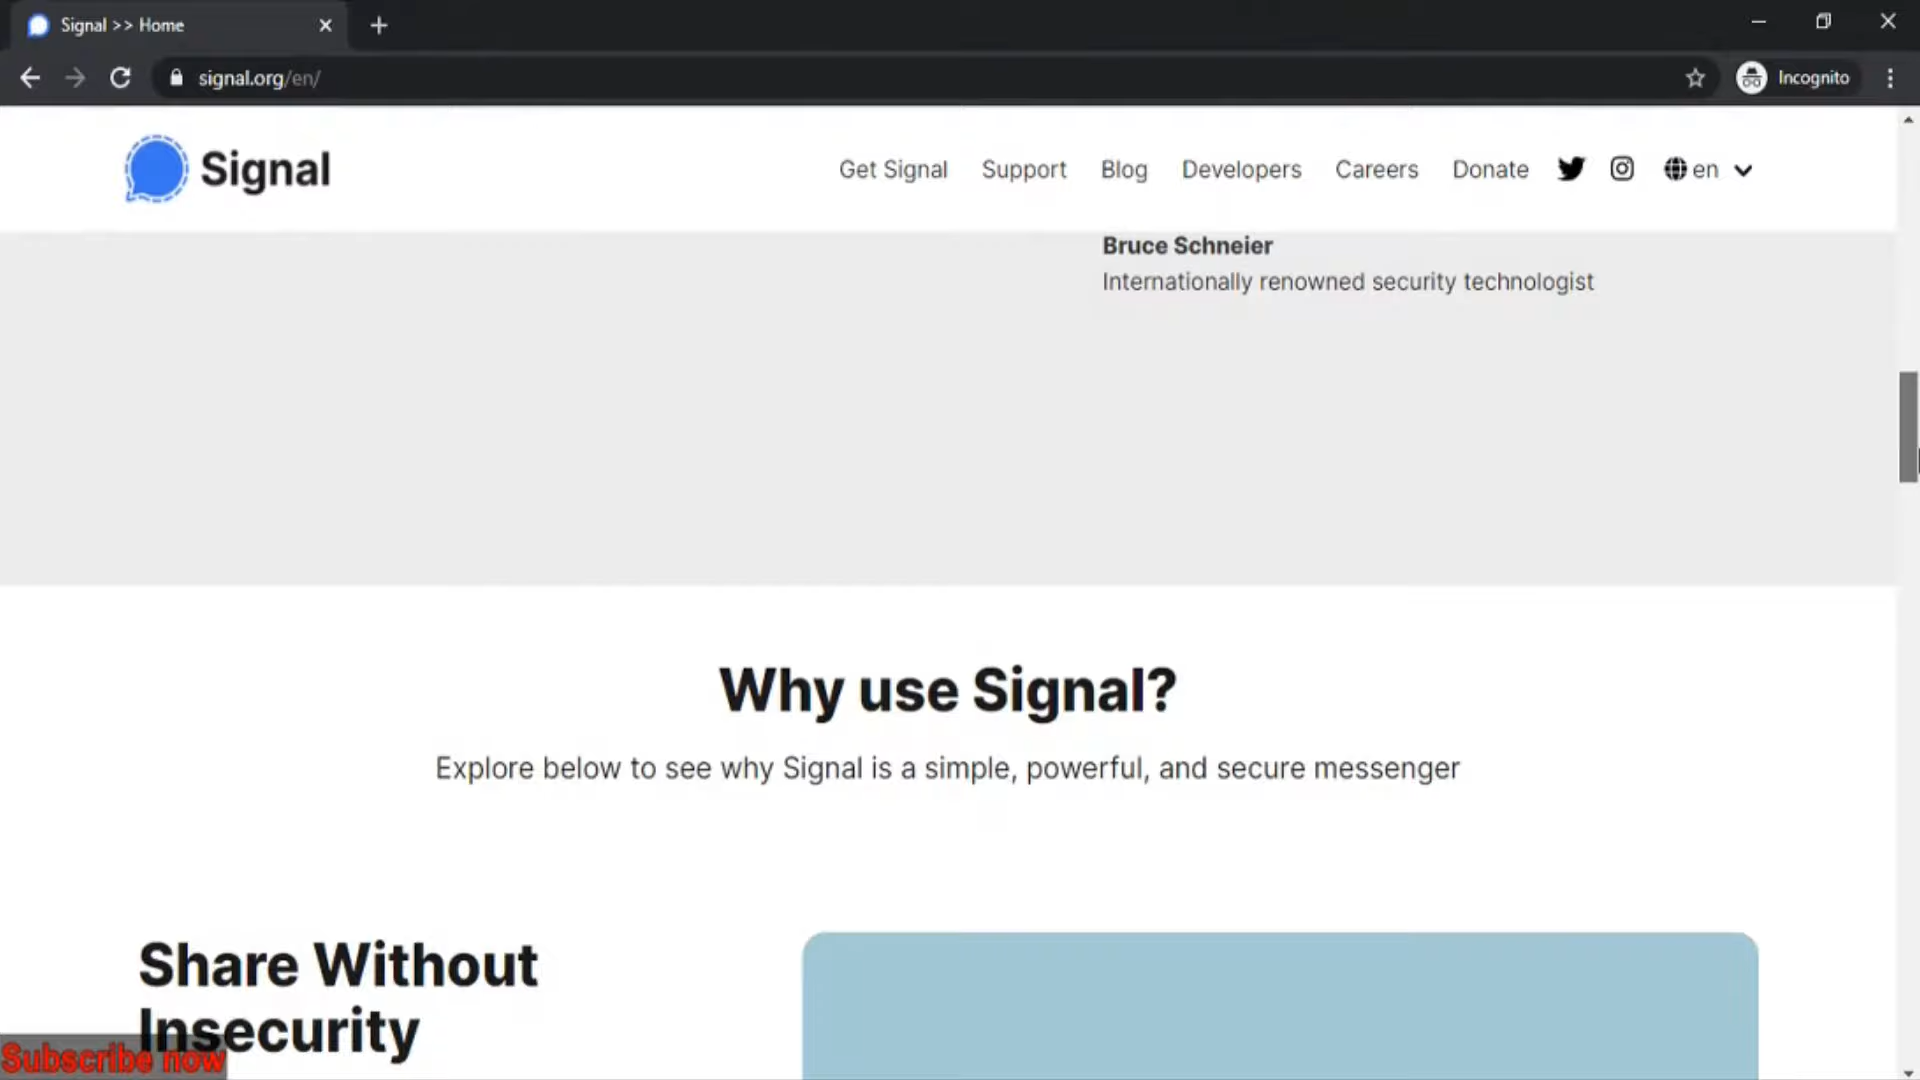 Signal >> Home
signal.org/en/
Incognito
Signal
Get Signal Support Blog Developers Careers Donate en
Bruce Schneier
Internationally renowned security technologist
Why use Signal?
Explore below to see why Signal is a simple, powerful, and secure messenger
Share Without
Insecurity
Subscribe now